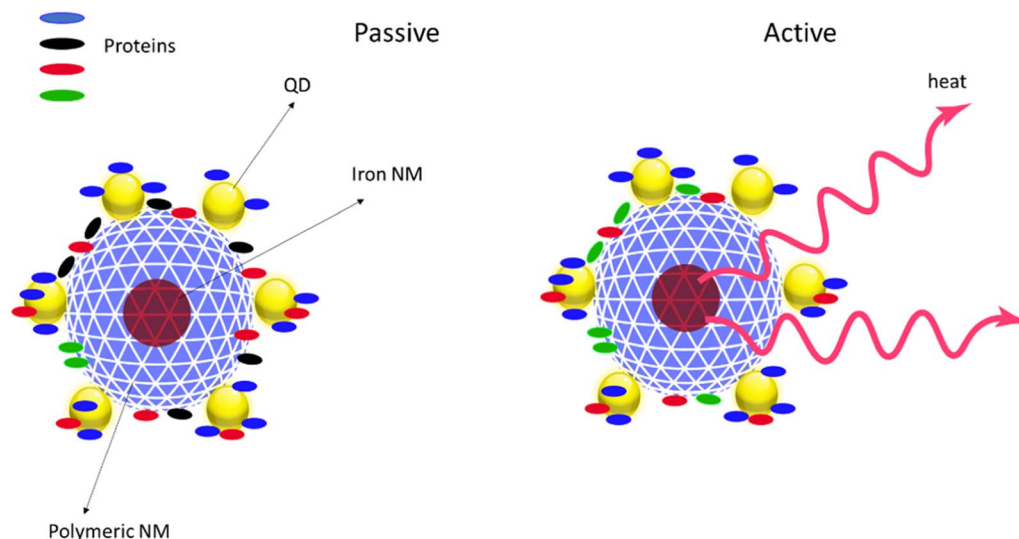 Passive
Active
Proteins
QD
heat
Iron NM
Polymeric NM